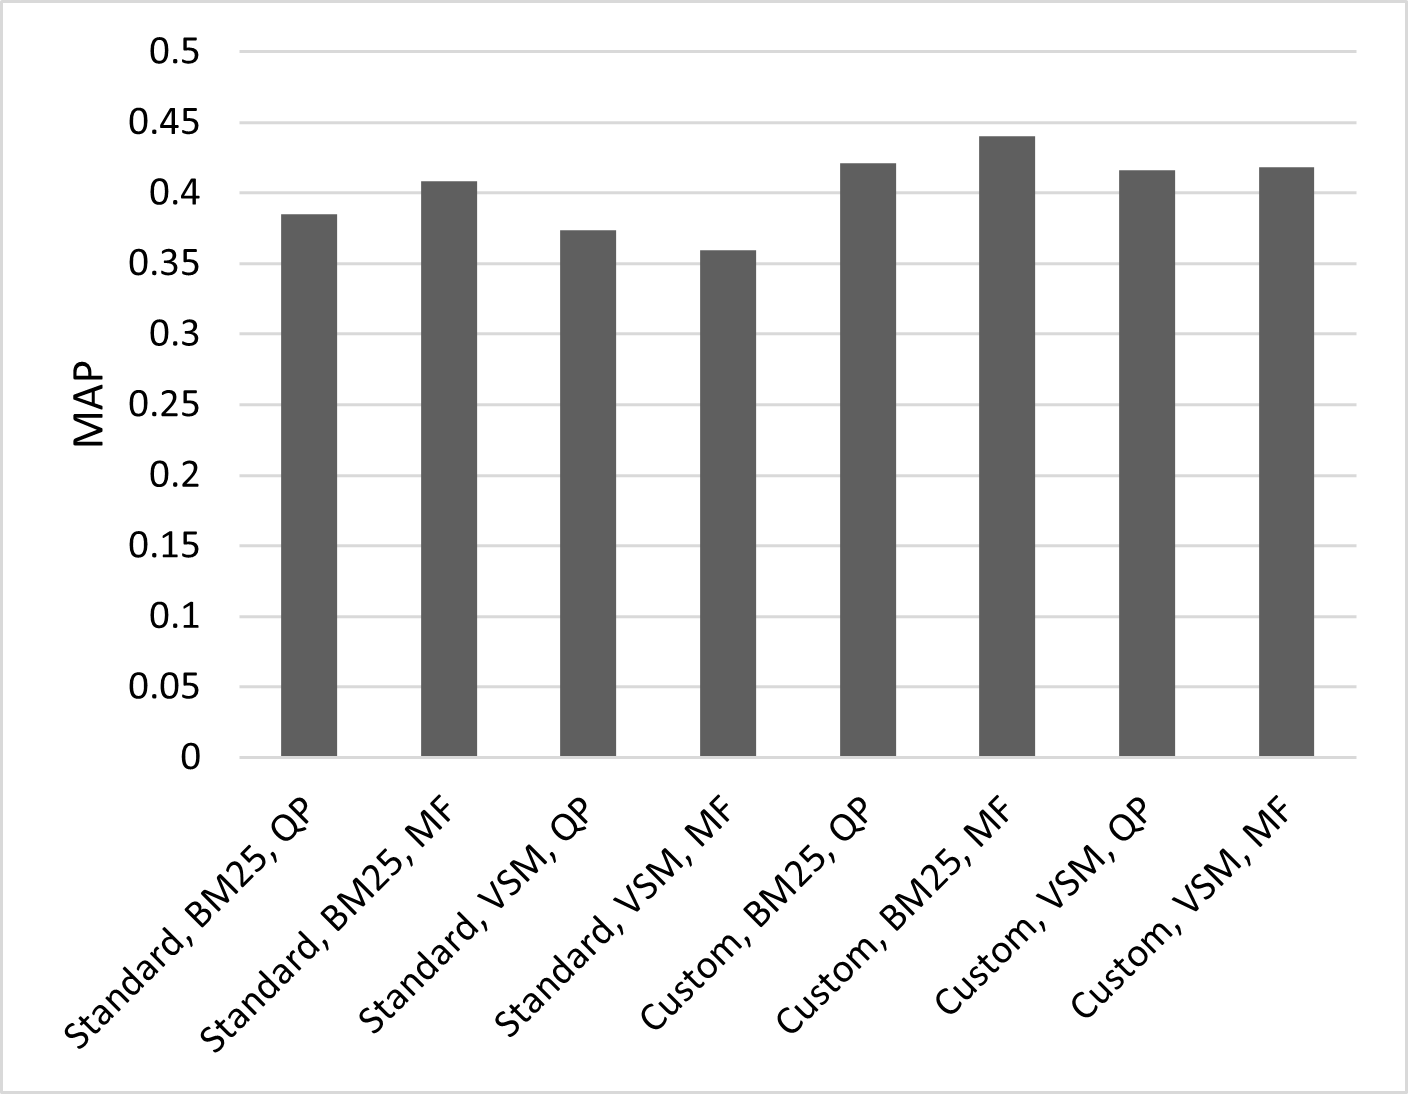 0.5
0.45
0.4
0.35
0.3
0.25
0.2
0.15
0.1
0.05
0
MAP
Standard, BM25, QP
Standard, BM25, MF
Standard, VSM, QP
Standard, VSM, MF
Custom, BM25, QP
Custom, BM25, MF
Custom, VSM, QP
Custom, VSM, MF